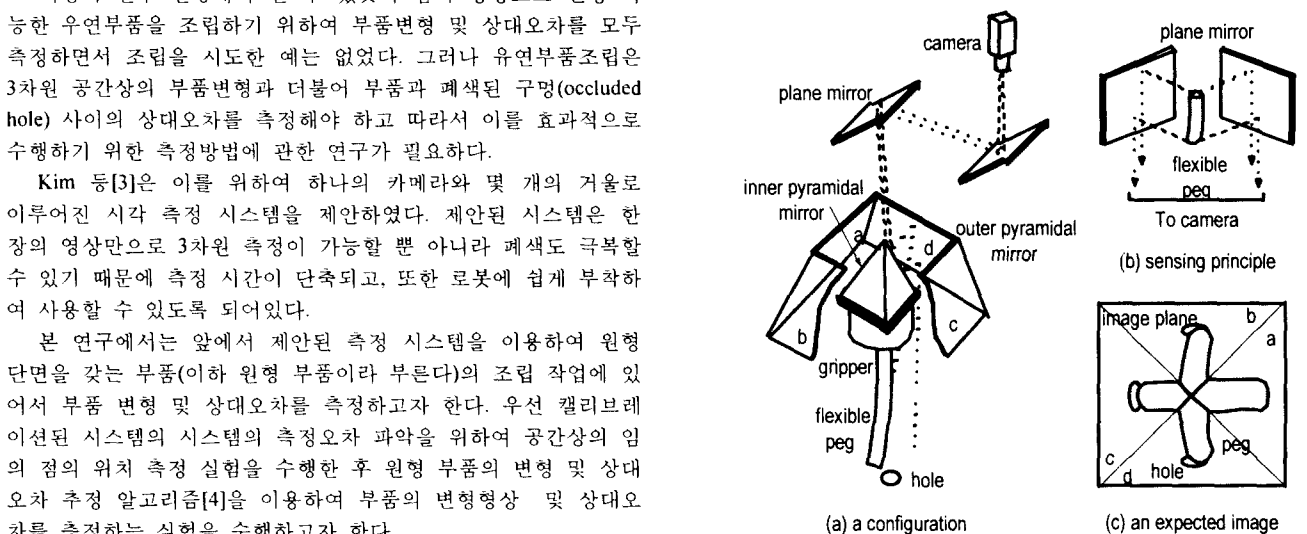 능한 우연부품을 조립하기 위하여 부품변형 및 상대오차를 모두
측정하면서 조립을 시도한 예는 없었다. 그러나 유연부품조립은
3차원 공간상의 부품변형과 더불어 부품과 폐색된 구멍(occluded
hole) 사이의 상대오차를 측정해야 하고 따라서 이를 효과적으로
수행하기 위한 측정방법에 관한 연구가 필요하다.
Kim 등[3]은 이를 위하여 하나의 카메라와 몇 개의 거울로
이루어진 시각 측정 시스템을 제안하였다. 제안된 시스템은 한
장의 영상만으로 3차원 측정이 가능할 뿐 아니라 폐색도 극복할
수 있기 때문에 측정 시간이 단축되고, 또한 로봇에 쉽게 부착하
여 사용할 수 있도록 되어있다.
본 연구에서는 앞에서 제안된 측정 시스템을 이용하여 원형
단면을 갖는 부품(이하 원형 부품이라 부른다)의 조립 작업에 있
어서 부품 변형 및 상대오차를 측정하고자 한다. 우선 캘리브레
이션된 시스템의 시스템의 측정오차 파악을 위하여 공간상의 임
의 점의 위치 측정 실험을 수행한 후 원형 부품의 변형 및 상대
오차 추정 알고리즘[4]을 이용하여 부품의 변형형상 및 상대오
차를 측정하는 실험을 수행하고자 한다.
camera
plane mirror
inner pyramidal
mirror
outer pyramidal
mirror
a
d
b
c
gripper
flexible
peg
hole
(a) a configuration
plane mirror
flexible
peg
To camera
(b) sensing principle
image plane
b
a
c
d
hole
peg
(c) an expected image